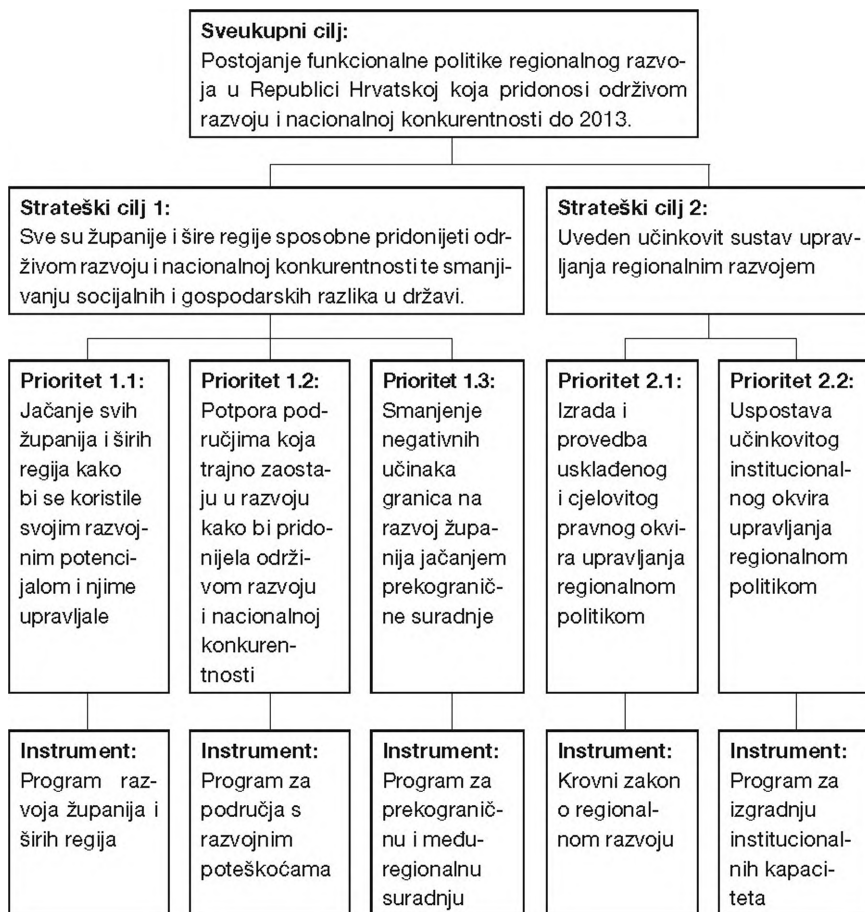 Sveukupni cilj:
Postojanje funkcionalne politike regionalnog razvo-
ja u Republici Hrvatskoj koja pridonosi održivom
razvoju i nacionalnoj konkurentnosti do 2013.
Strateški cilj 1:
Sve su županije i šire regije sposobne pridonijeti odr-
živom razvoju i nacionalnoj konkurentnosti te smanji-
vanju socijalnih i gospodarskih razlika u državi.
Strateški cilj 2:
Uveden učinkovit sustav uprav-
ljanja regionalnim razvojem
Prioritet 1.1:
Jačanje svih
županija i širih
regija kako
bi se koristile
svojim razvoj-
nim potenci-
jalom i njime
upravljale
Prioritet 1.2:
Potpora pod-
ručjima koja
trajno zaosta-
ju u razvoju
kako bi prido-
nijela održi-
vom razvoju
i nacionalnoj
konkuren-
tnosti
Prioritet 1.3:
Smanjenje
negativnih
učinaka
granica na
razvoj župa-
nija jačanjem
prekogranič-
ne suradnje
Prioritet 2.1:
Izrada i
provedba
usklađenog
i cjelovitog
pravnog okv-
ira upravljanja
regionalnom
politikom
Prioritet 2.2:
Uspostava
učinkovitog
institucional-
nog okvira
upravljanja
regionalnom
politikom
Instrument:
Program raz-
voja županija i
širih regija
Instrument:
Program za
područja s
razvojnim
poteškoćama
Instrument:
Program za
prekogranič-
nu i među-
regionalnu
suradnju
Instrument:
Krovni zakon
o regional-
nom razvoju
Instrument:
Program za
izgradnju
institucional-
nih kapaci-
teta